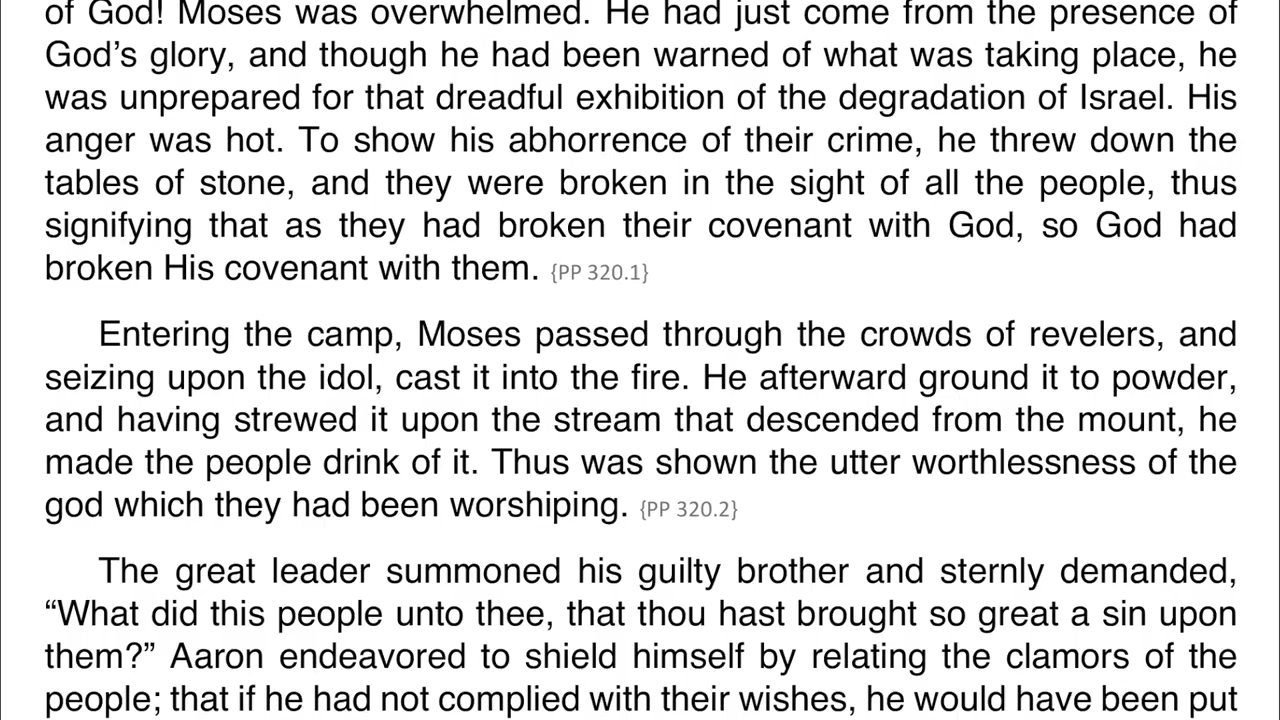 of God! Moses was overwhelmed. He had just come from the presence of
God’s glory, and though he had been warned of what was taking place, he
was unprepared for that dreadful exhibition of the degradation of Israel. His
anger was hot. To show his abhorrence of their crime, he threw down the
tables of stone, and they were broken in the sight of all the people, thus
signifying that as they had broken their covenant with God, so God had
broken His covenant with them. {PP 320.1}
Entering the camp, Moses passed through the crowds of revelers, and
seizing upon the idol, cast it into the fire. He afterward ground it to powder,
and having strewed it upon the stream that descended from the mount, he
made the people drink of it. Thus was shown the utter worthlessness of the
god which they had been worshiping. {PP 320.2}
The great leader summoned his guilty brother and sternly demanded,
“What did this people unto thee, that thou hast brought so great a sin upon
them?” Aaron endeavored to shield himself by relating the clamors of the
people; that if he had not complied with their wishes, he would have been put